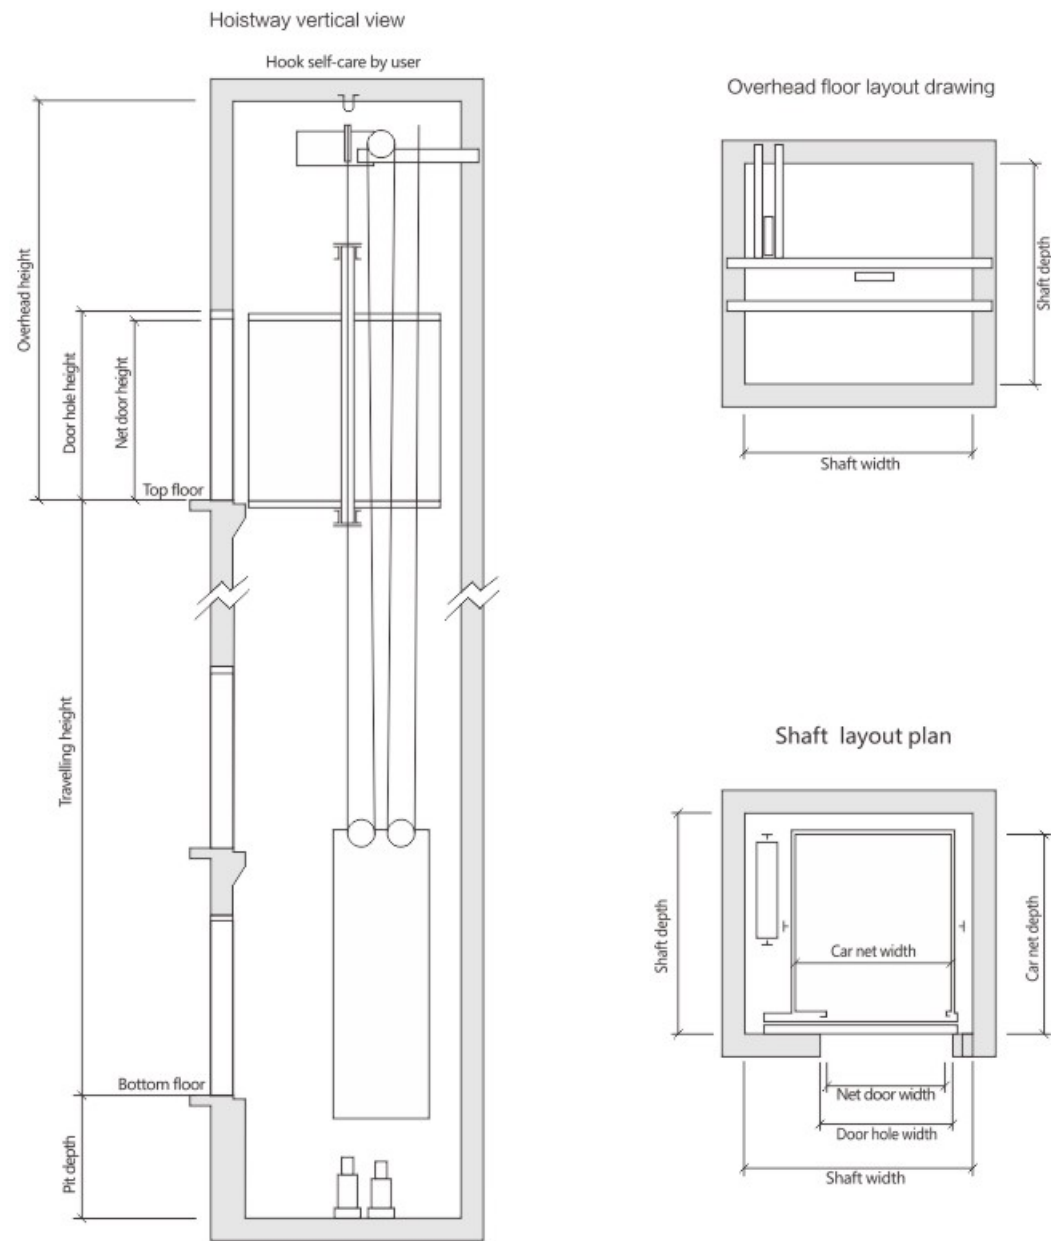 Hoistway vertical view
Hook self-care by user
Overhead height
Door hole height
Net door height
Top floor
Travelling height
Bottom floor
Pit depth
Overhead floor layout drawing
Shaft depth
Shaft width
Shaft layout plan
Shaft depth
Car net width
Car net depth
Net door width
Door hole width
Shaft width